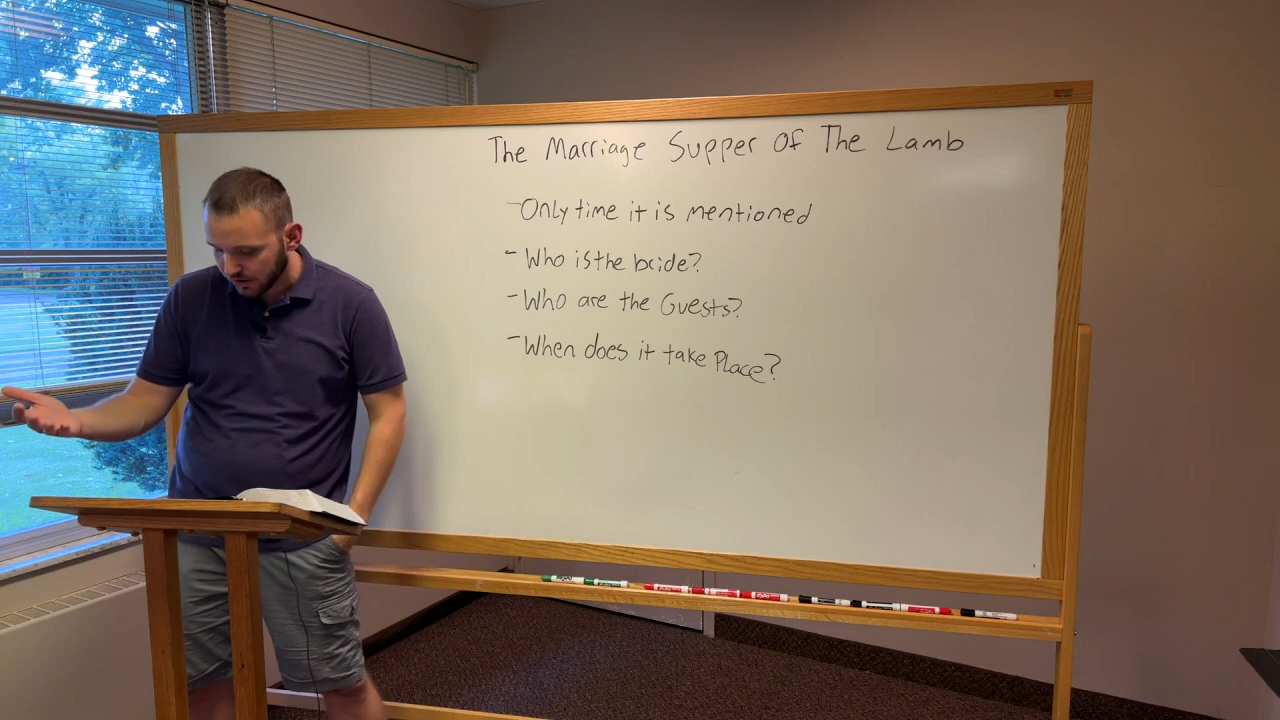 The Marriage Supper Of The Lamb
-Only time it is mentioned
- Who is the bride?
- Who are the Guests?
- When does it take Place?